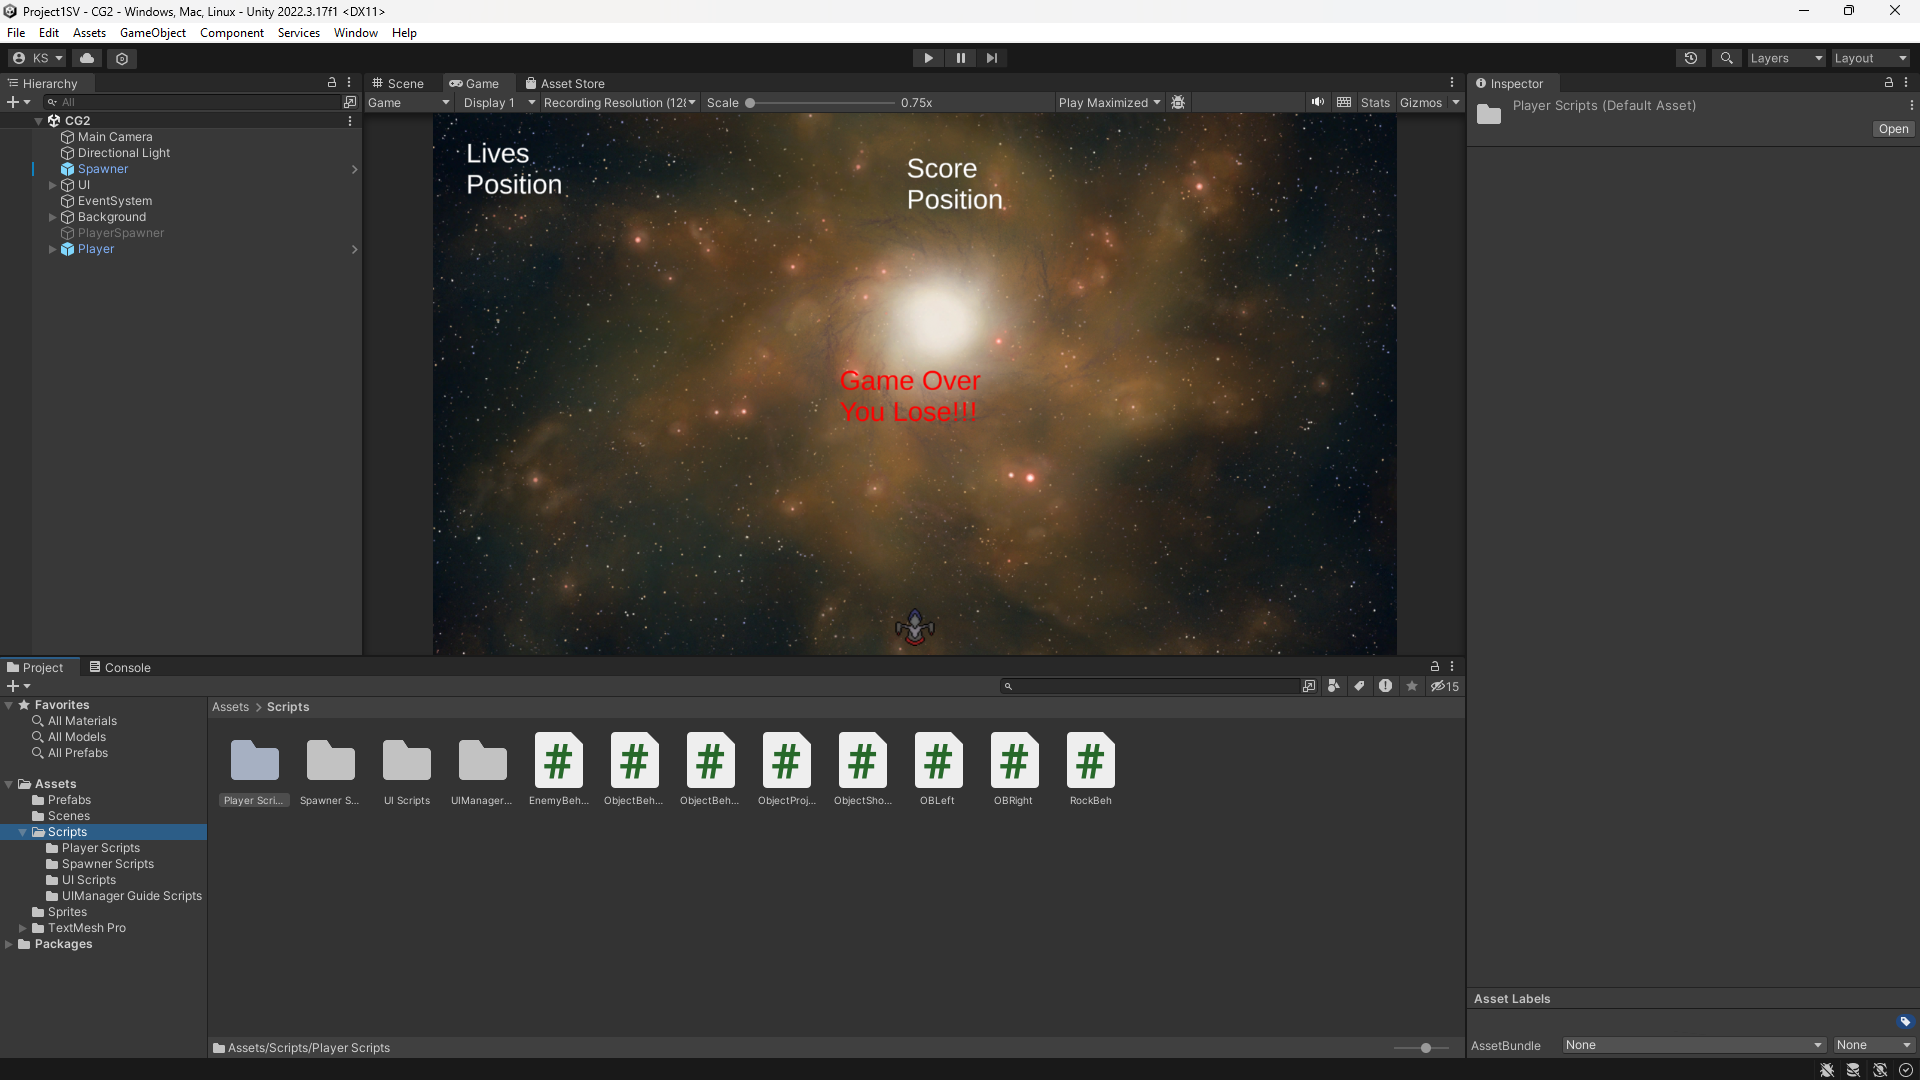 Project1SV - CG2 - Windows, Mac, Linux - Unity 2022.3.17f1 <DX11>
File Edit Assets GameObject Component Services Window Help
KS
Layers
Layout
Hierarchy
All
CG2
Main Camera
Directional Light
Spawner
UI
EventSystem
Background
PlayerSpawner
Player
Scene
Game
Asset Store
Game
Display 1
Recording Resolution (128
Scale
0.75x
Play Maximized
Stats
Gizmos
Lives
Position
Score
Position
Game Over
You Lose!!!
Inspector
Player Scripts (Default Asset)
Open
Project
Console
15
Favorites
All Materials
All Models
All Prefabs
Assets
Prefabs
Scenes
Scripts
Player Scripts
Spawner Scripts
UI Scripts
UIManager Guide Scripts
Sprites
TextMesh Pro
Packages
Assets > Scripts
Player Scri...
Spawner S...
UI Scripts
UIManager...
EnemyBeh...
ObjectBeh...
ObjectBeh...
ObjectProj...
ObjectSho...
OBLeft
OBRight
RockBeh
Assets/Scripts/Player Scripts
Asset Labels
AssetBundle
None
None